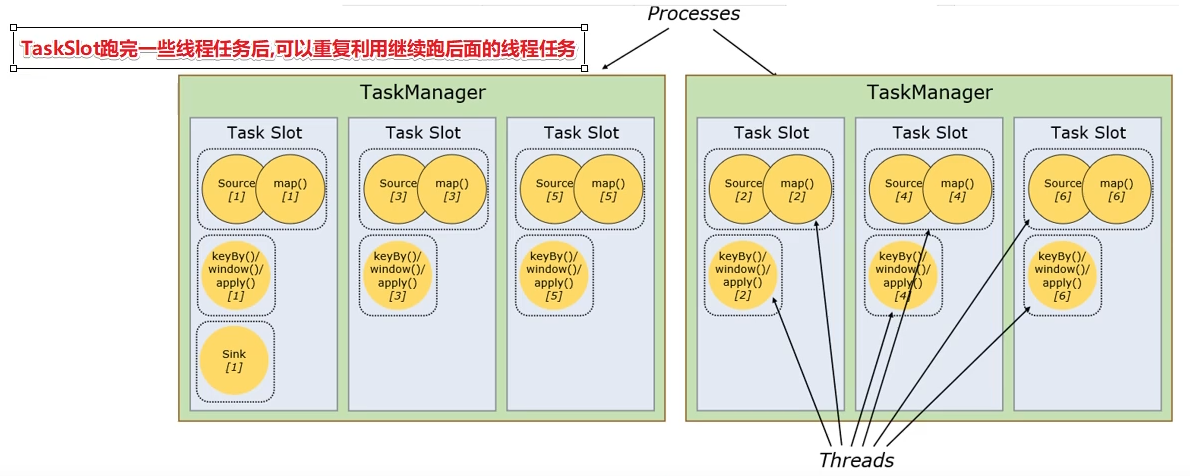 Processes
TaskSlot跑完一些线程任务后,可以重复利用继续跑后面的线程任务
TaskManager
Task Slot
Source
[1]
map()
[1]
keyBy()/
window()/
apply()
[1]
Sink
[1]
Task Slot
Source
[3]
map()
[3]
keyBy()/
window()/
apply()
[3]
Task Slot
Source
[5]
map()
[5]
keyBy()/
window()/
apply()
[5]
TaskManager
Task Slot
Source
[2]
map()
[2]
keyBy()/
window()/
apply()
[2]
Task Slot
Source
[4]
map()
[4]
keyBy()/
window()/
apply()
[4]
Task Slot
Source
[6]
map()
[6]
keyBy()/
window()/
apply()
[6]
Threads